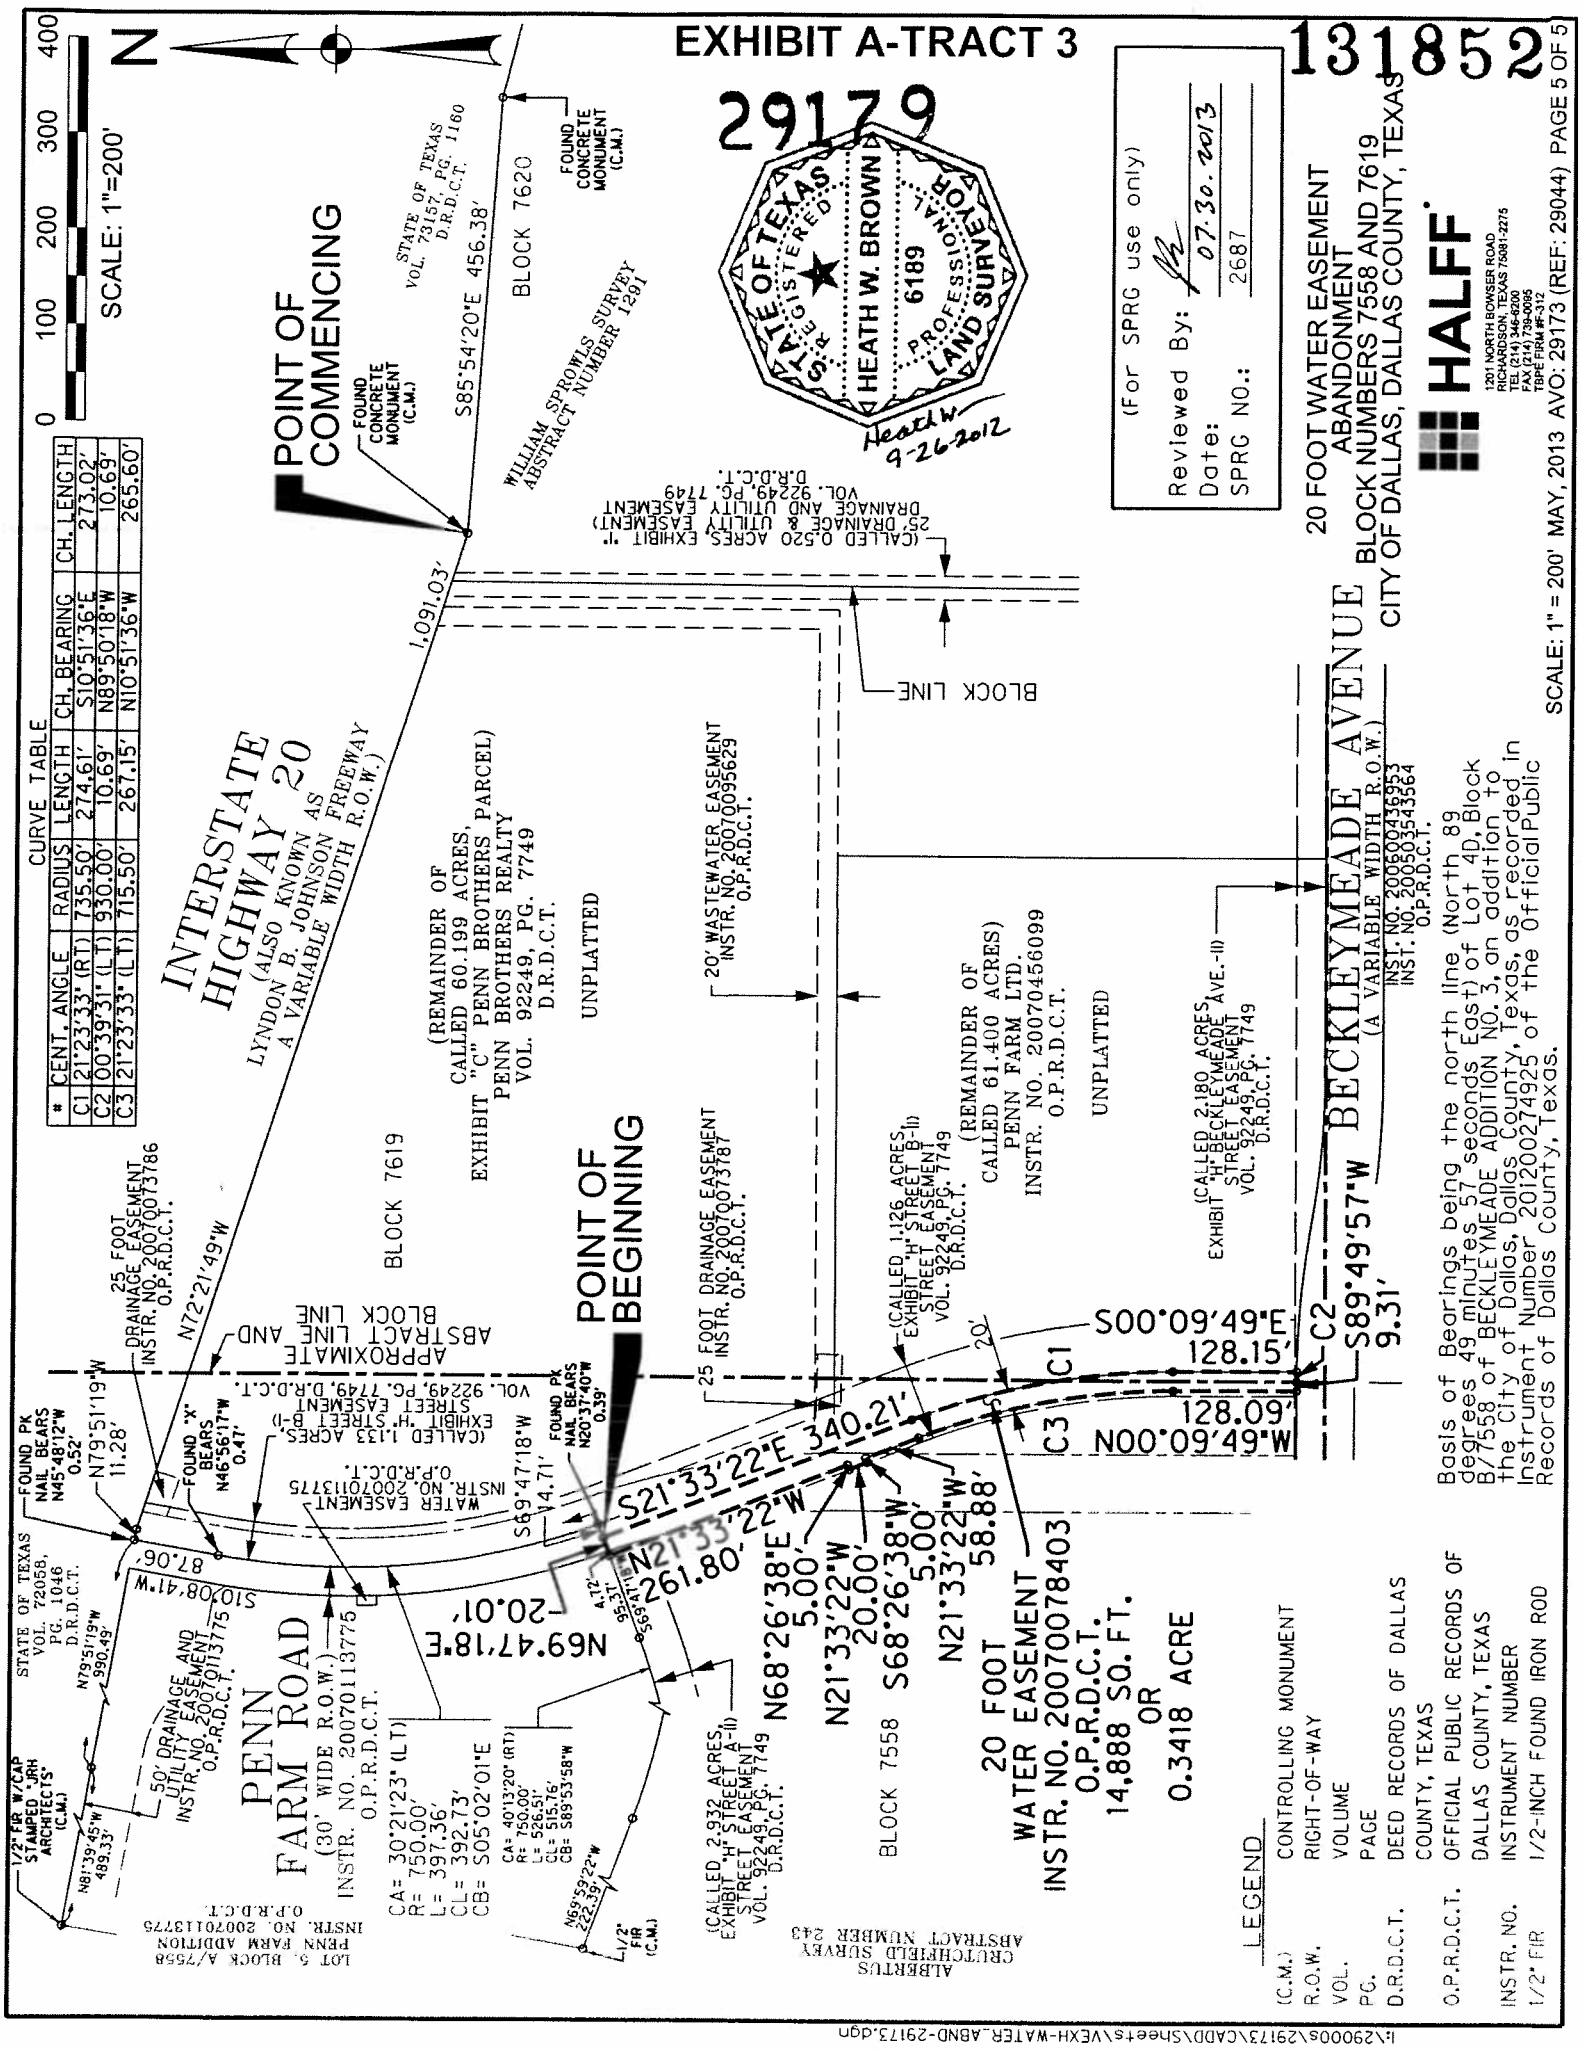 EXHIBIT A-TRACT 3
29179
131852
N
0 100 200 300 400
SCALE: 1"=200'
CURVE TABLE
# CENT. ANGLE RADIUS LENGTH CH. BEARING CH. LENGTH
C1 21°23'33" (RT) 735.50' 274.61' S10°51'36"E 273.02'
C2 00°39'31" (LT) 930.00' 10.69' N89°50'18"W 10.69'
C3 21°23'33" (LT) 715.50' 267.15' N10°51'36"W 265.60'
POINT OF
COMMENCING
FOUND
CONCRETE
MONUMENT
(C.M.)
S85°54'20"E 456.38'
STATE OF TEXAS
VOL. 73157, PG. 1160
D.R.D.C.T.
BLOCK 7620
FOUND
CONCRETE
MONUMENT
(C.M.)
WILLIAM SPROWLS SURVEY
ABSTRACT NUMBER 1291
1,091.03'
INTERSTATE
HIGHWAY 20
(ALSO KNOWN AS
LYNDON B. JOHNSON FREEWAY
A VARIABLE WIDTH R.O.W.)
N72°21'49"W
(CALLED 0.520 ACRES, EXHIBIT "I"
25' DRAINAGE & UTILITY EASEMENT)
DRAINAGE AND UTILITY EASEMENT
VOL. 92249, PG. 7749
D.R.D.C.T.
BLOCK LINE
(REMAINDER OF
CALLED 60.199 ACRES,
EXHIBIT "C" PENN BROTHERS PARCEL)
PENN BROTHERS REALTY
VOL. 92249, PG. 7749
D.R.D.C.T.
UNPLATTED
20' WASTEWATER EASEMENT
INSTR. NO. 20070095629
O.P.R.D.C.T.
BLOCK 7619
25 FOOT
DRAINAGE EASEMENT
INSTR. NO. 20070073786
O.P.R.D.C.T.
APPROXIMATE
ABSTRACT LINE AND
BLOCK LINE
POINT OF
BEGINNING
FOUND PK
NAIL BEARS
N20°37'40"W
0.39'
25 FOOT DRAINAGE EASEMENT
INSTR. NO. 20070073787
O.P.R.D.C.T.
(REMAINDER OF
CALLED 61.400 ACRES)
PENN FARM LTD.
INSTR. NO. 20070456099
O.P.R.D.C.T.
UNPLATTED
(CALLED 1.126 ACRES,
EXHIBIT "H" STREET B-II)
STREET EASEMENT
VOL. 92249, PG. 7749
D.R.D.C.T.
(CALLED 2.180 ACRES,
EXHIBIT "H" BECKLEYMEADE AVE.-II)
STREET EASEMENT
VOL. 92249, PG. 7749
D.R.D.C.T.
BECKLEYMEADE AVENUE
(A VARIABLE WIDTH R.O.W.)
INST. NO. 200600436953
INST. NO. 200503543564
O.P.R.D.C.T.
FOUND PK
NAIL BEARS
N45°48'12"W
0.52'
N79°51'19"W
11.28'
FOUND "X"
BEARS
N46°56'17"W
0.47'
(CALLED 1.133 ACRES,
EXHIBIT "H" STREET B-I)
STREET EASEMENT
VOL. 92249, PG. 7749, D.R.D.C.T.
WATER EASEMENT
INSTR. NO. 20070113775
O.P.R.D.C.T.
S69°47'18"W
14.71'
87.06'
S10°08'41"W
STATE OF TEXAS
VOL. 72058,
PG. 1046
D.R.D.C.T.
N79°51'19"W
990.49'
1/2" FIR W/CAP
STAMPED "JRH
ARCHITECTS"
(C.M.)
N81°39'45"W
489.33'
50' DRAINAGE AND
UTILITY EASEMENT
INSTR. NO. 20070113775
O.P.R.D.C.T.
PENN
FARM ROAD
(30' WIDE R.O.W.)
INSTR. NO. 20070113775
O.P.R.D.C.T.
LOT 5, BLOCK A/7558
PENN FARM ADDITION
INSTR. NO. 20070113775
O.P.R.D.C.T.
CA= 30°21'23" (LT)
R= 750.00'
L= 397.36'
CL= 392.73'
CB= S05°02'01"E
CA= 40°13'20" (RT)
R= 750.00'
L= 526.51'
CL= 515.76'
CB= S89°53'58"W
N69°59'22"W
222.39'
1/2"
FIR
(C.M.)
N69°47'18"E
20.01'
4.72'
95.37'
S21°33'22"E 340.21'
N21°33'22"W
261.80'
N68°26'38"E
5.00'
N21°33'22"W
20.00'
S68°26'38"W
5.00'
N21°33'22"W
58.88'
20'
C1
C3
S00°09'49"E
128.15'
128.09'
N00°09'49"W
C2
S89°49'57"W
9.31'
(CALLED 2.932 ACRES,
EXHIBIT "H" STREET A-II)
STREET EASEMENT
VOL. 92249, PG. 7749
D.R.D.C.T.
BLOCK 7558
ALBERTUS
CRUTCHFIELD SURVEY
ABSTRACT NUMBER 243
20 FOOT
WATER EASEMENT
INSTR. NO. 20070078403
O.P.R.D.C.T.
14,888 SQ. FT.
OR
0.3418 ACRE
LEGEND
(C.M.) CONTROLLING MONUMENT
R.O.W. RIGHT-OF-WAY
VOL. VOLUME
PG. PAGE
D.R.D.C.T. DEED RECORDS OF DALLAS
COUNTY, TEXAS
O.P.R.D.C.T. OFFICIAL PUBLIC RECORDS OF
DALLAS COUNTY, TEXAS
INSTR. NO. INSTRUMENT NUMBER
1/2" FIR 1/2-INCH FOUND IRON ROD
Basis of Bearings being the north line (North 89
degrees 49 minutes 57 seconds East) of Lot 4D, Block
B/7558 of BECKLEYMEADE ADDITION NO. 3, an addition to
the City of Dallas, Dallas County, Texas, as recorded in
Instrument Number 201200274925 of the Official Public
Records of Dallas County, Texas.
STATE OF TEXAS
REGISTERED
HEATH W. BROWN
6189
PROFESSIONAL
LAND SURVEYOR
Heath W
9-26-2012
(For SPRG use only)
Reviewed By:
Date: 07.30.2013
SPRG NO.: 2687
20 FOOT WATER EASEMENT
ABANDONMENT
BLOCK NUMBERS 7558 AND 7619
CITY OF DALLAS, DALLAS COUNTY, TEXAS
HALFF
1201 NORTH BOWSER ROAD
RICHARDSON, TEXAS 75081-2275
TEL (214) 346-6200
FAX (214) 739-0095
TBPE FIRM #F-312
SCALE: 1" = 200' MAY, 2013 AVO: 29173 (REF: 29044) PAGE 5 OF 5
I:\29000s\29173\CADD\Sheets\VEXH-WATER_ABND-29173.dgn